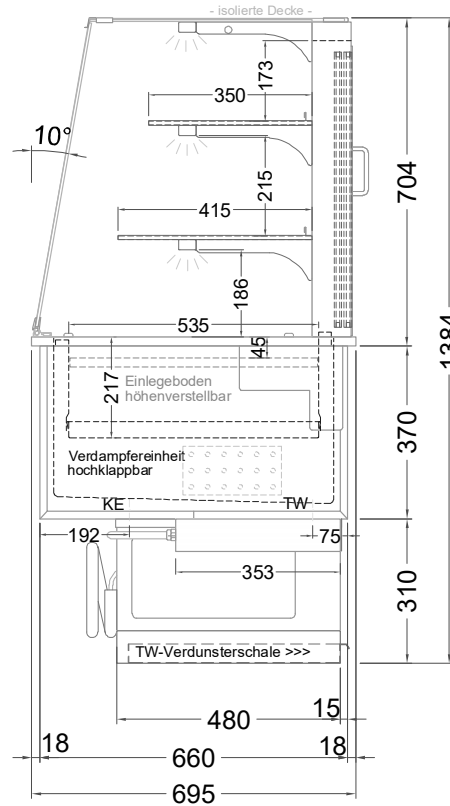 - isolierte Decke -
173
350
10°
704
215
415
186
1384
535
45
217
Einlegeboden
höhenverstellbar
370
Verdampfereinheit
hochklappbar
KE
TW
192
75
353
310
TW-Verdunsterschale >>>
480
15
18
660
18
695